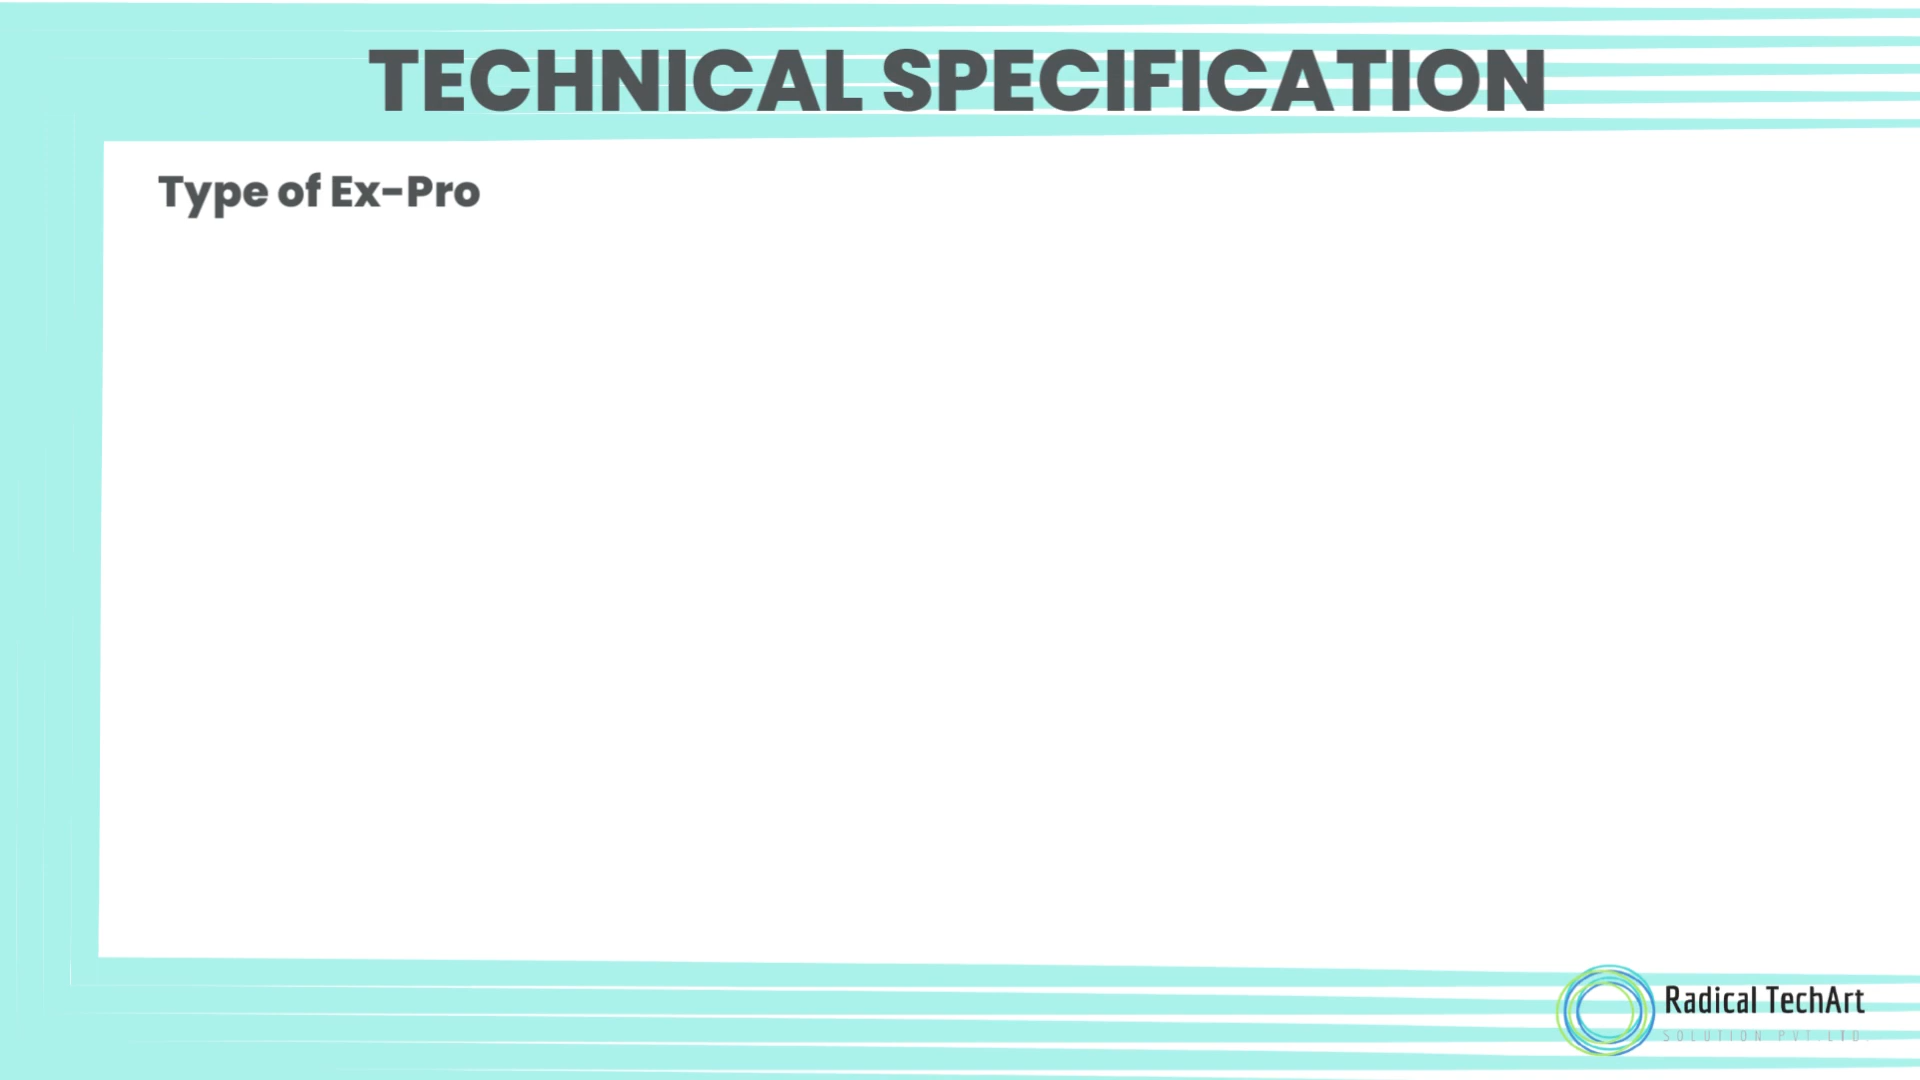 TECHNICAL SPECIFICATION
Type of Ex-Pro
Radical TechArt
SOLUTION PVT.LTD.